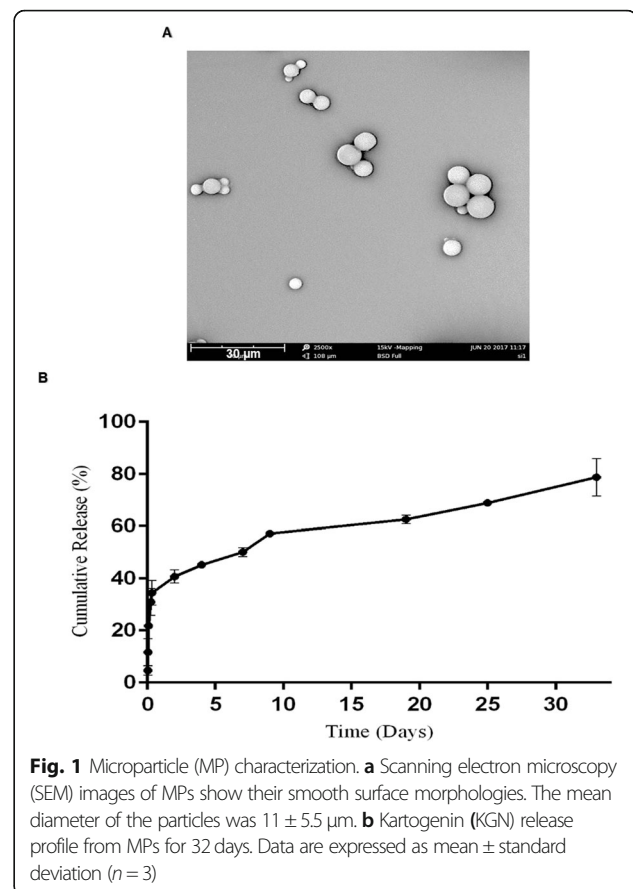 A
30 µm
2500x
108 µm
15kV -Mapping
BSD Full
JUN 20 2017 11:17
si1
B
100
80
60
40
20
0
Cumulative Release (%)
0 5 10 15 20 25 30
Time (Days)
Fig. 1 Microparticle (MP) characterization. a Scanning electron microscopy
(SEM) images of MPs show their smooth surface morphologies. The mean
diameter of the particles was 11 ± 5.5 μm. b Kartogenin (KGN) release
profile from MPs for 32 days. Data are expressed as mean ± standard
deviation (n = 3)